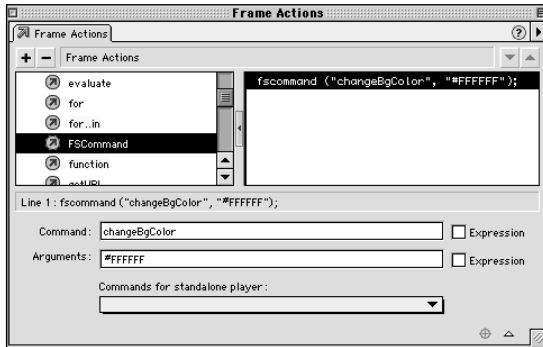 Frame Actions
Frame Actions
?
+ − Frame Actions
evaluate
for
for..in
FSCommand
function
getURL
fscommand ("changeBgColor", "#FFFFFF");
Line 1 : fscommand ("changeBgColor", "#FFFFFF");
Command: changeBgColor Expression
Arguments: #FFFFFF Expression
Commands for standalone player: